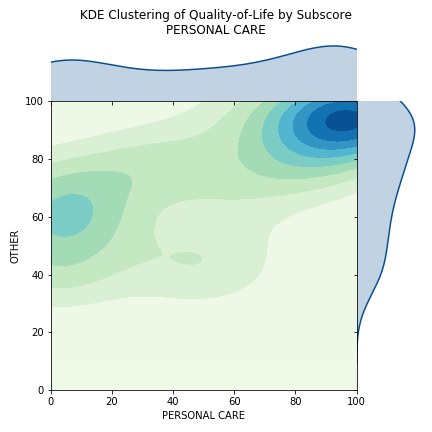 KDE Clustering of Quality-of-Life by Subscore
PERSONAL CARE
100
80
60
40
20
0
OTHER
0 20 40 60 80 100
PERSONAL CARE